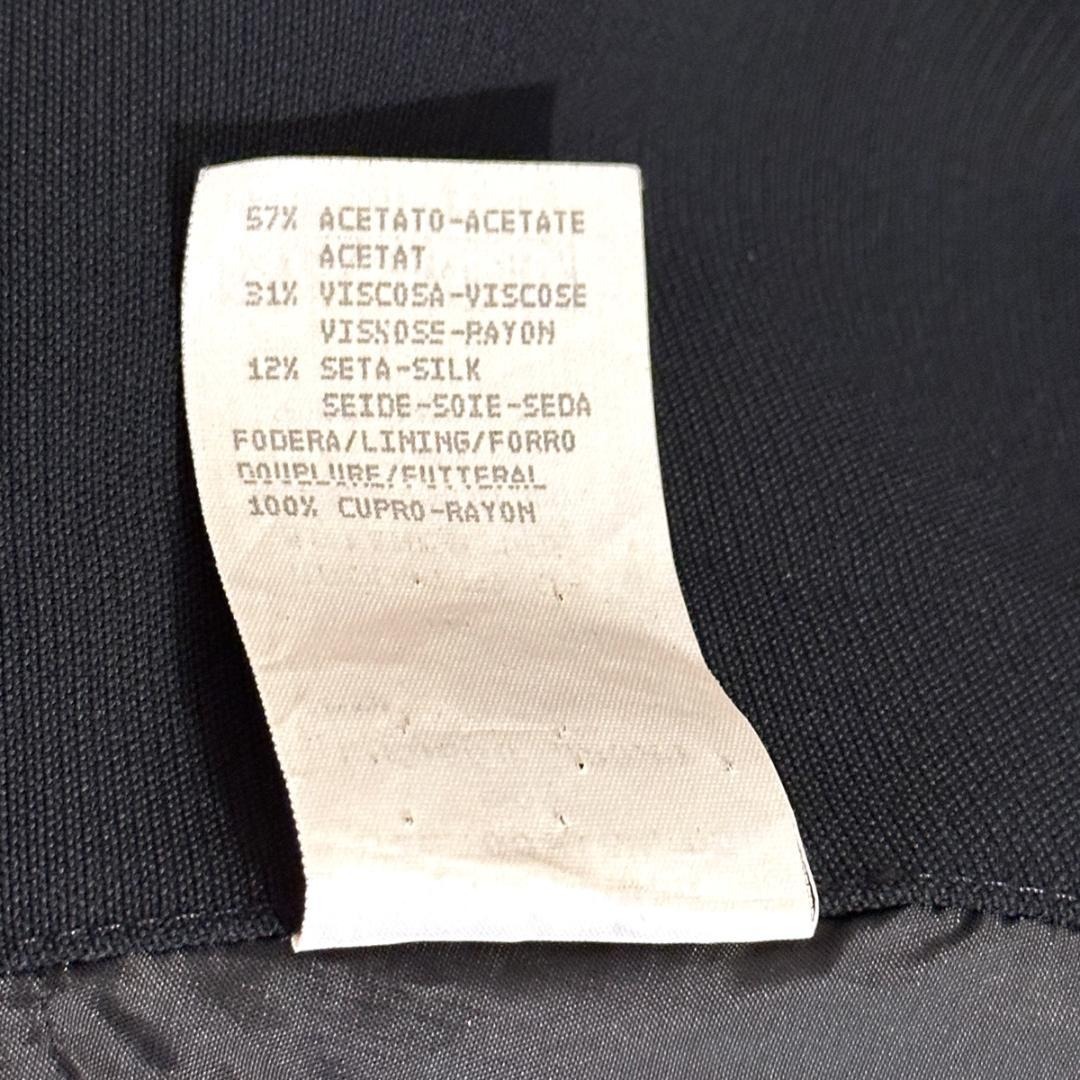 57% ACETATO-ACETATE
ACETAT
31% VISCOSA-VISCOSE
VISKOSE-RAYON
12% SETA-SILK
SEIDE-SOIE-SEDA
FODERA/LINING/FORRO
DOUPLURE/FUTTERAL
100% CUPRO-RAYON